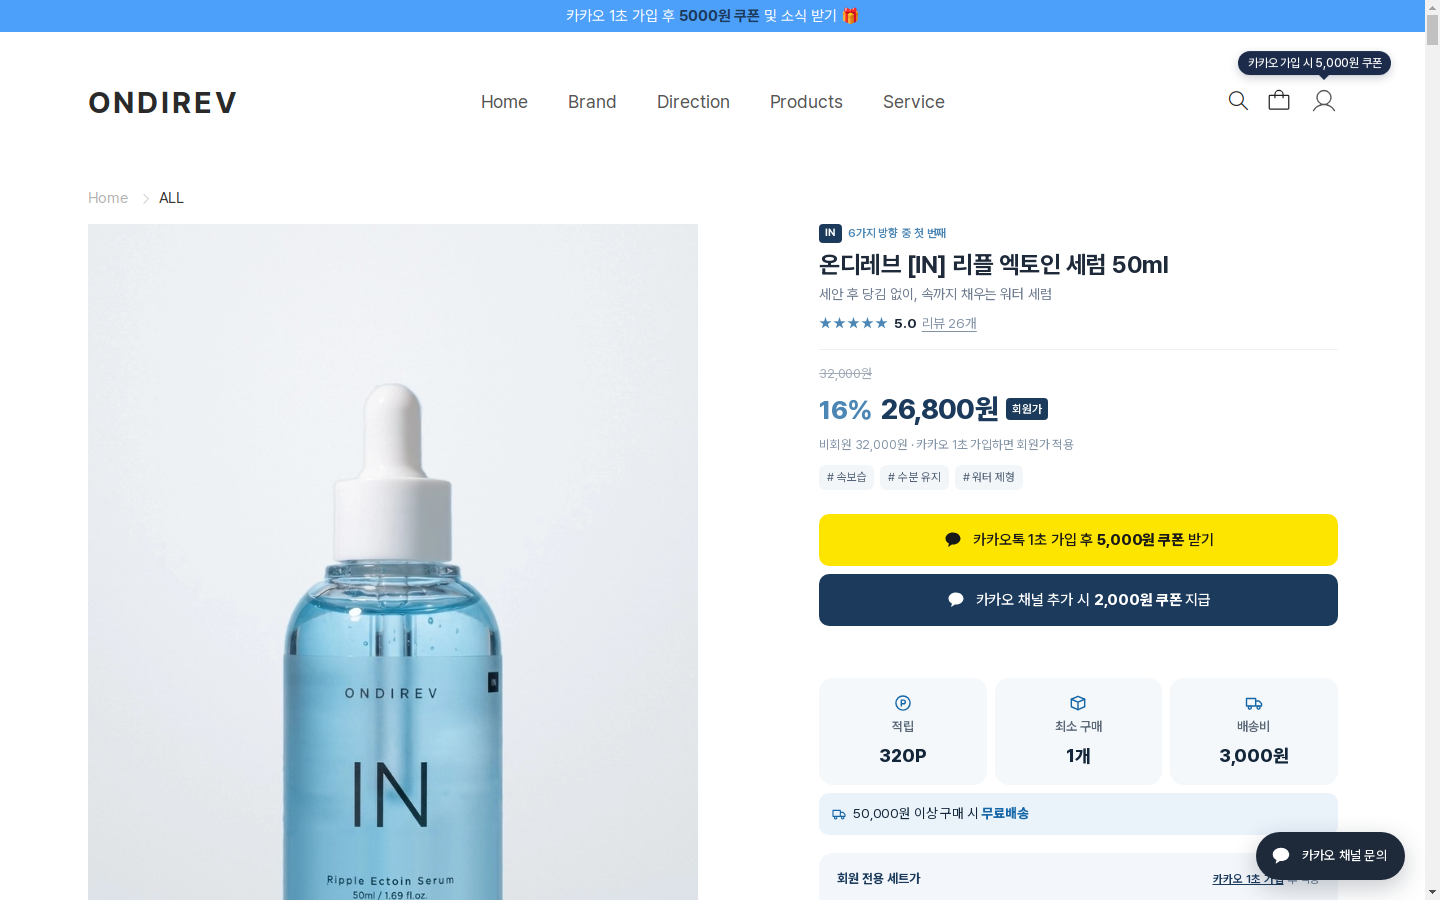 카카오 1초 가입 후 5000원 쿠폰 및 소식 받기 🎁
카카오 가입 시 5,000원 쿠폰
ONDIREV
Home Brand Direction Products Service
Home > ALL
IN 6가지 방향 중 첫 번째
온디레브 [IN] 리플 엑토인 세럼 50ml
세안 후 당김 없이, 속까지 채우는 워터 세럼
★★★★★ 5.0 리뷰 26개
32,000원
16% 26,800원 회원가
비회원 32,000원 · 카카오 1초 가입하면 회원가 적용
# 속보습 # 수분 유지 # 워터 제형
카카오톡 1초 가입 후 5,000원 쿠폰 받기
카카오 채널 추가 시 2,000원 쿠폰 지급
적립 최소 구매 배송비
320P 1개 3,000원
50,000원 이상 구매 시 무료배송
카카오 채널 문의
회원 전용 세트가 카카오 1초 가입
ONDIREV
IN
IN
Ripple Ectoin Serum
50ml / 1.69 fl.oz.